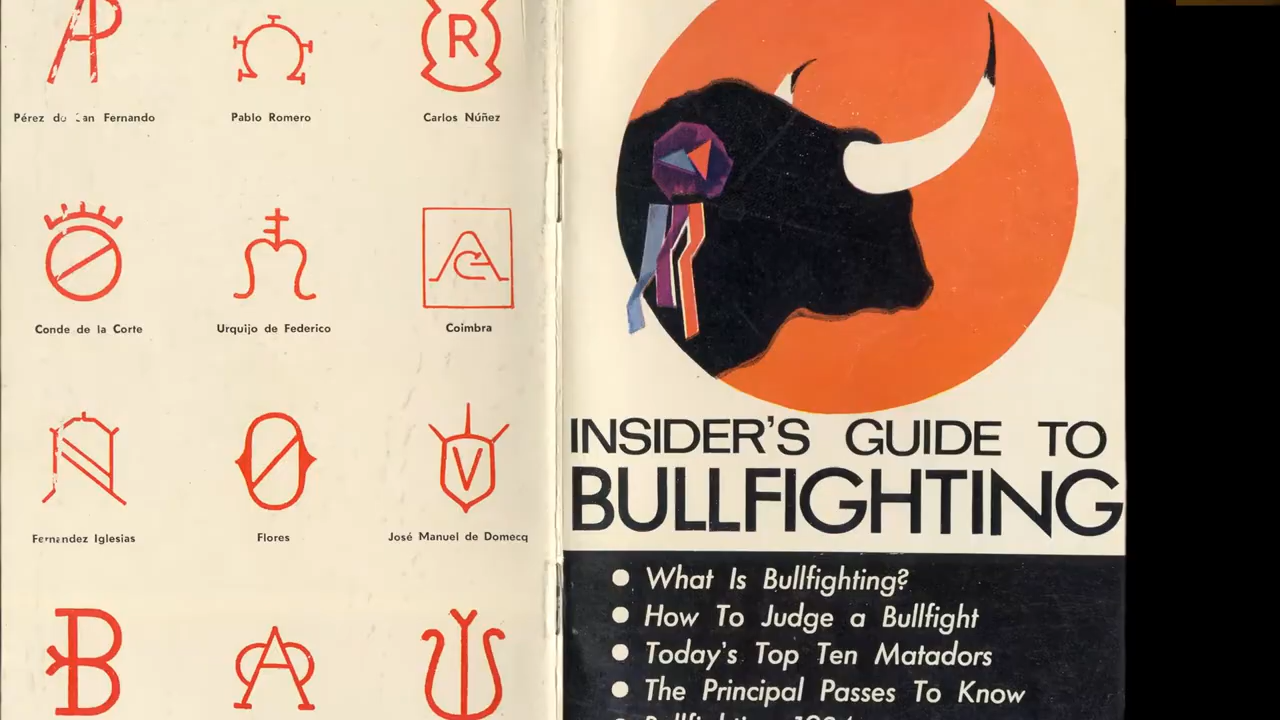 Pérez de San Fernando
Pablo Romero
Carlos Núñez
Conde de la Corte
Urquijo de Federico
Coimbra
Fernandez Iglesias
Flores
José Manuel de Domecq
INSIDER'S GUIDE TO
BULLFIGHTING
● What Is Bullfighting?
● How To Judge a Bullfight
● Today's Top Ten Matadors
● The Principal Passes To Know